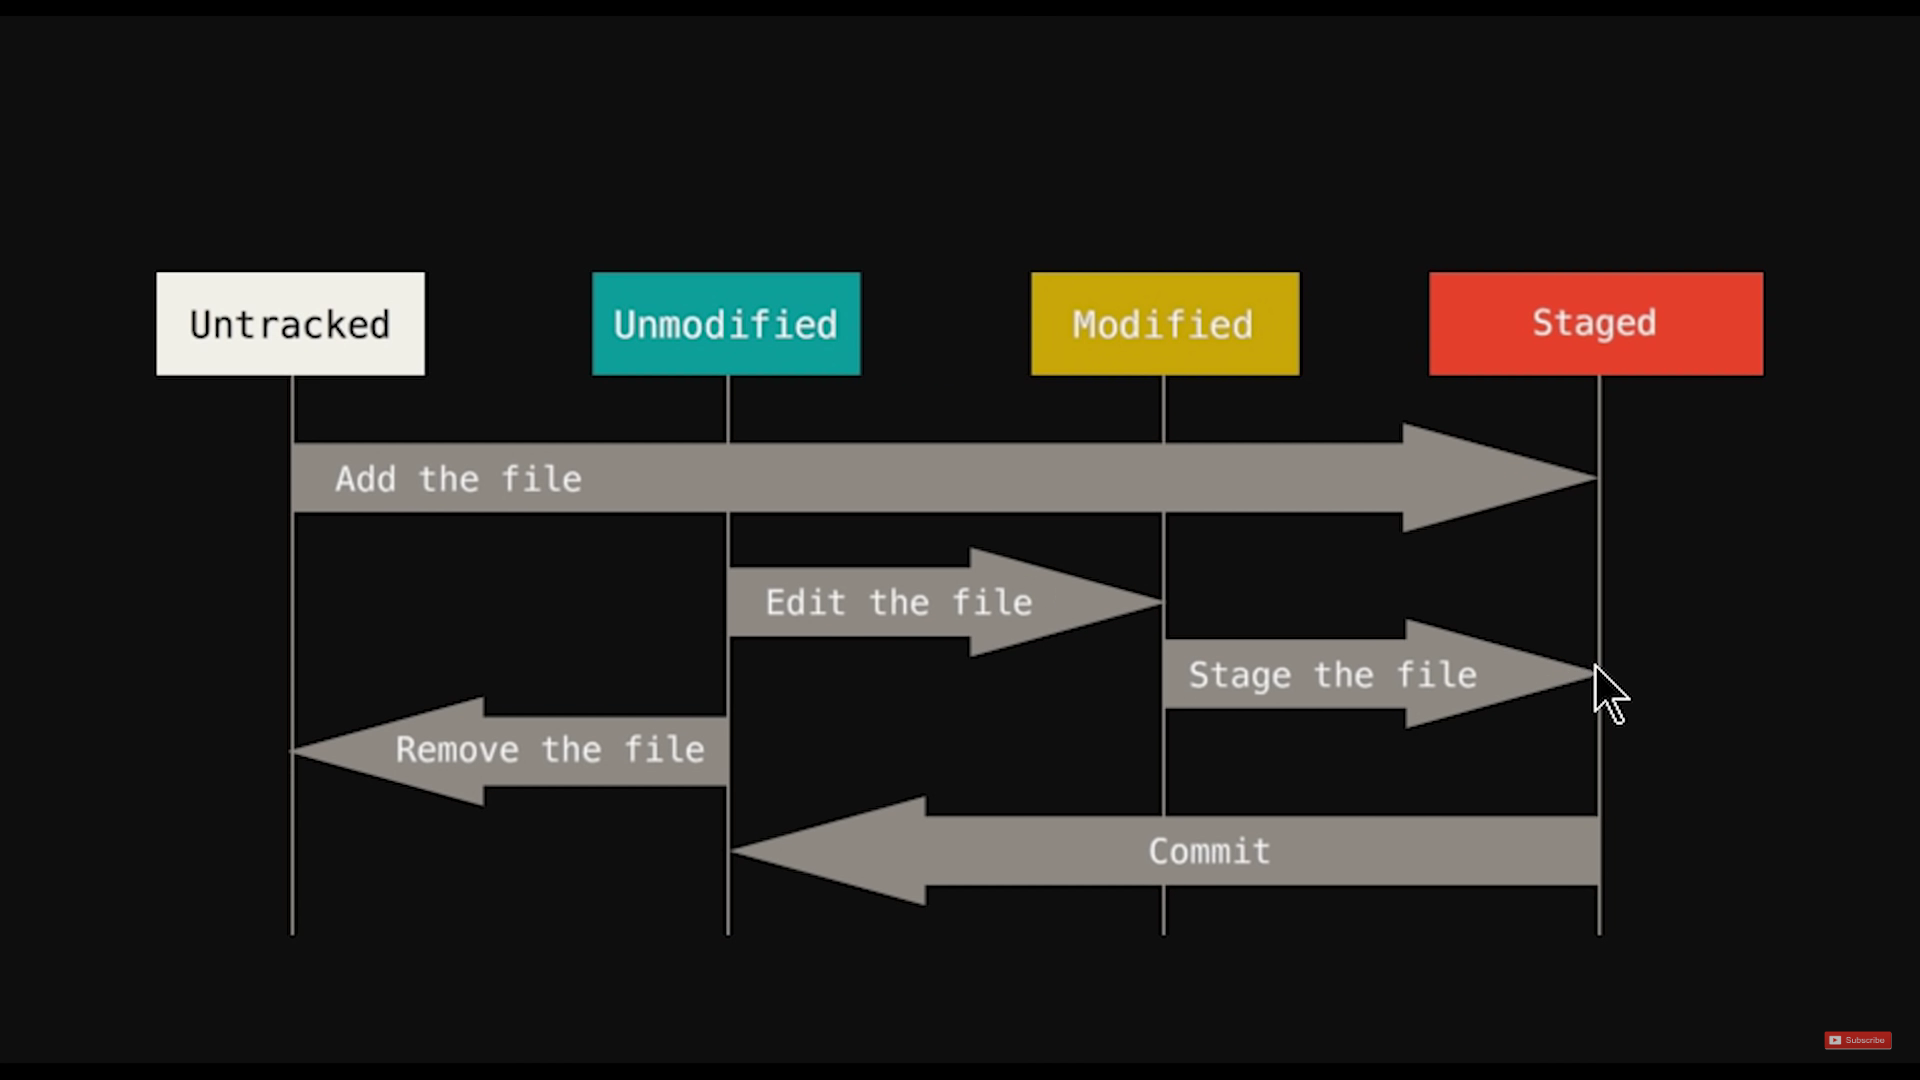 Untracked
Unmodified
Modified
Staged
Add the file
Edit the file
Stage the file
Remove the file
Commit
Subscribe